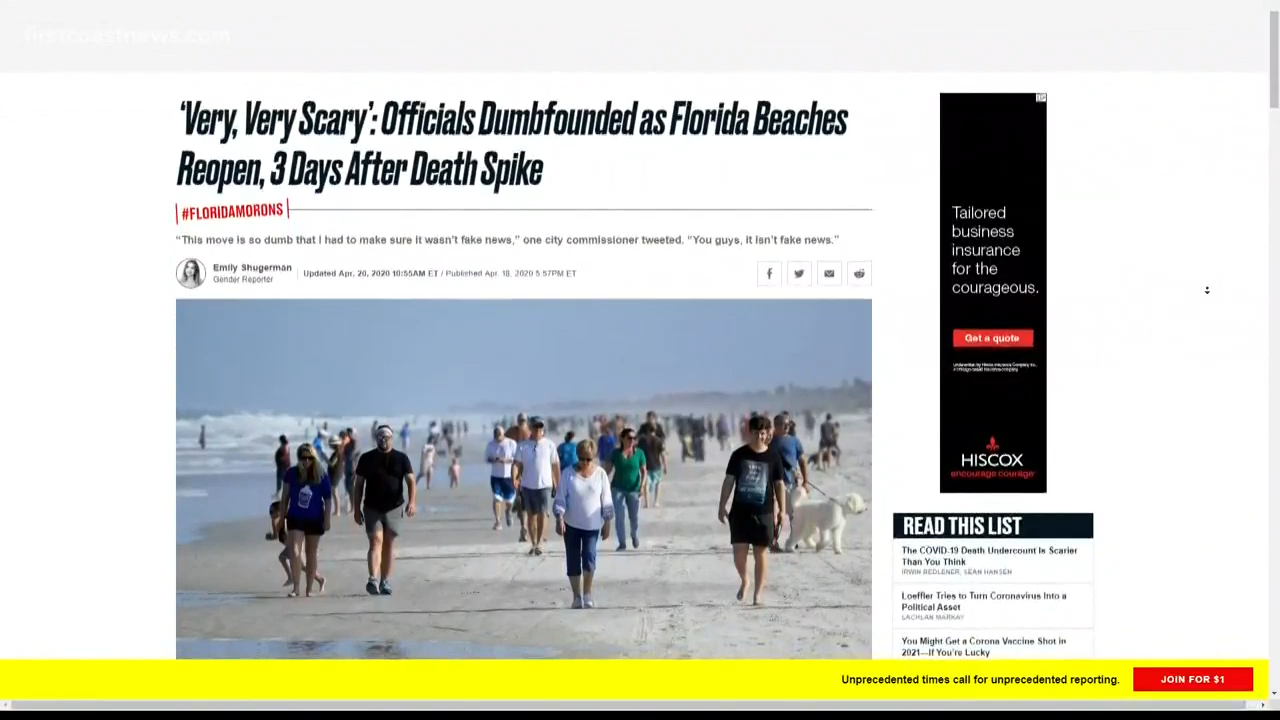 firstcoastnews.com
‘Very, Very Scary’: Officials Dumbfounded as Florida Beaches
Reopen, 3 Days After Death Spike
#FLORIDAMORONS
“This move is so dumb that I had to make sure it wasn’t fake news,” one city commissioner tweeted. “You guys, it isn’t fake news.”
Emily Shugerman
Gender Reporter
Updated Apr. 20, 2020 10:55AM ET / Published Apr. 18, 2020 5:57PM ET
Tailored
business
insurance
for the
courageous.
Get a quote
HISCOX
encourage courage
READ THIS LIST
The COVID-19 Death Undercount Is Scarier
Than You Think
IRWIN REDLENER, SEAN HANSEN
Loeffler Tries to Turn Coronavirus Into a
Political Asset
LACHLAN MARKAY
You Might Get a Corona Vaccine Shot in
2021—If You’re Lucky
Unprecedented times call for unprecedented reporting.
JOIN FOR $1